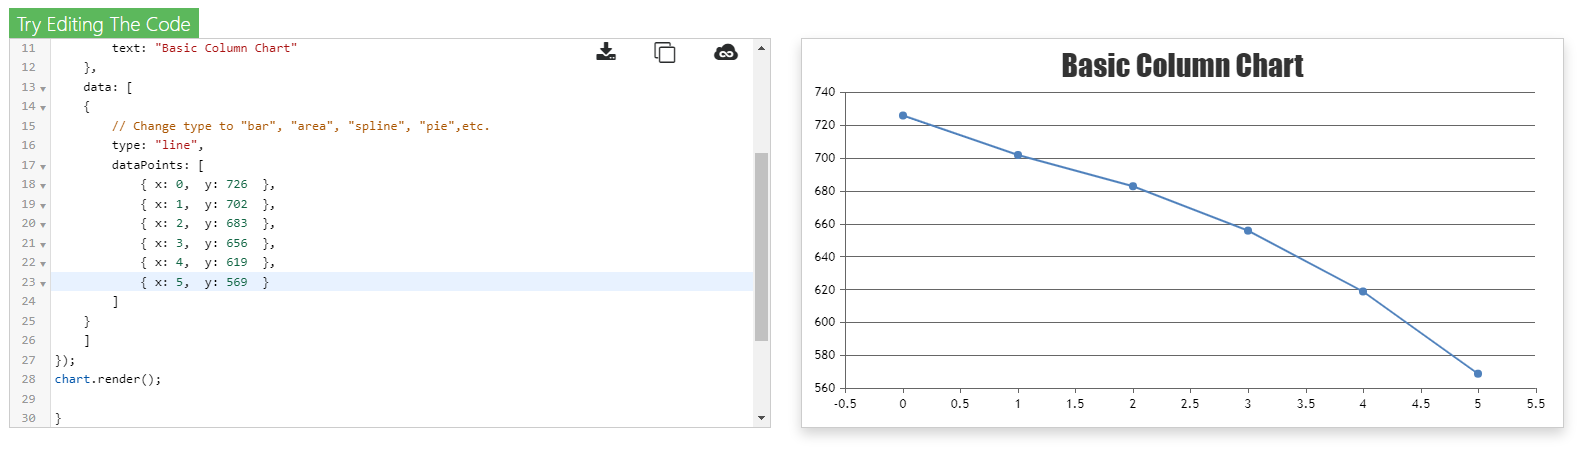 Try Editing The Code
11 text: "Basic Column Chart"
12 },
13 data: [
14 {
15 // Change type to "bar", "area", "spline", "pie",etc.
16 type: "line",
17 dataPoints: [
18 { x: 0, y: 726 },
19 { x: 1, y: 702 },
20 { x: 2, y: 683 },
21 { x: 3, y: 656 },
22 { x: 4, y: 619 },
23 { x: 5, y: 569 }
24 ]
25 }
26 ]
27 });
28 chart.render();
29
30 }
Basic Column Chart
740
720
700
680
660
640
620
600
580
560
-0.5 0 0.5 1 1.5 2 2.5 3 3.5 4 4.5 5 5.5